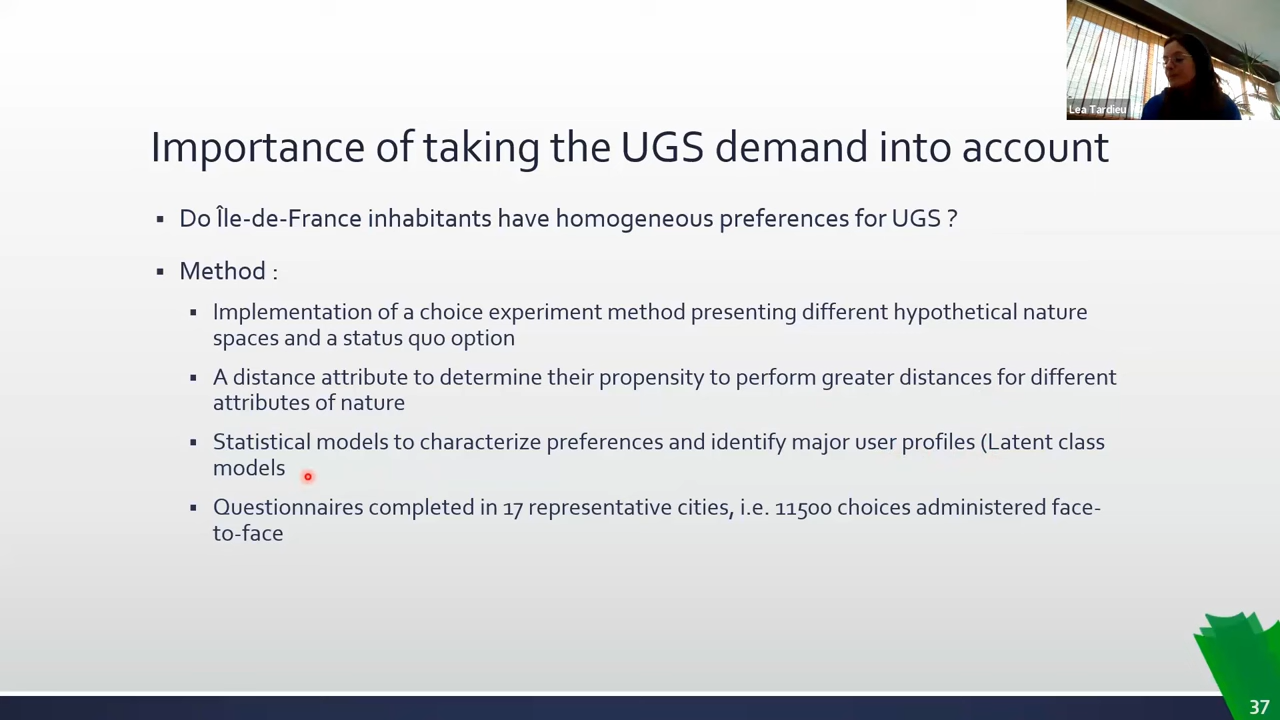 Lea Tardieu
Importance of taking the UGS demand into account
▪ Do Île-de-France inhabitants have homogeneous preferences for UGS ?
▪ Method :
▪ Implementation of a choice experiment method presenting different hypothetical nature
spaces and a status quo option
▪ A distance attribute to determine their propensity to perform greater distances for different
attributes of nature
▪ Statistical models to characterize preferences and identify major user profiles (Latent class
models
▪ Questionnaires completed in 17 representative cities, i.e. 11500 choices administered face-
to-face
37